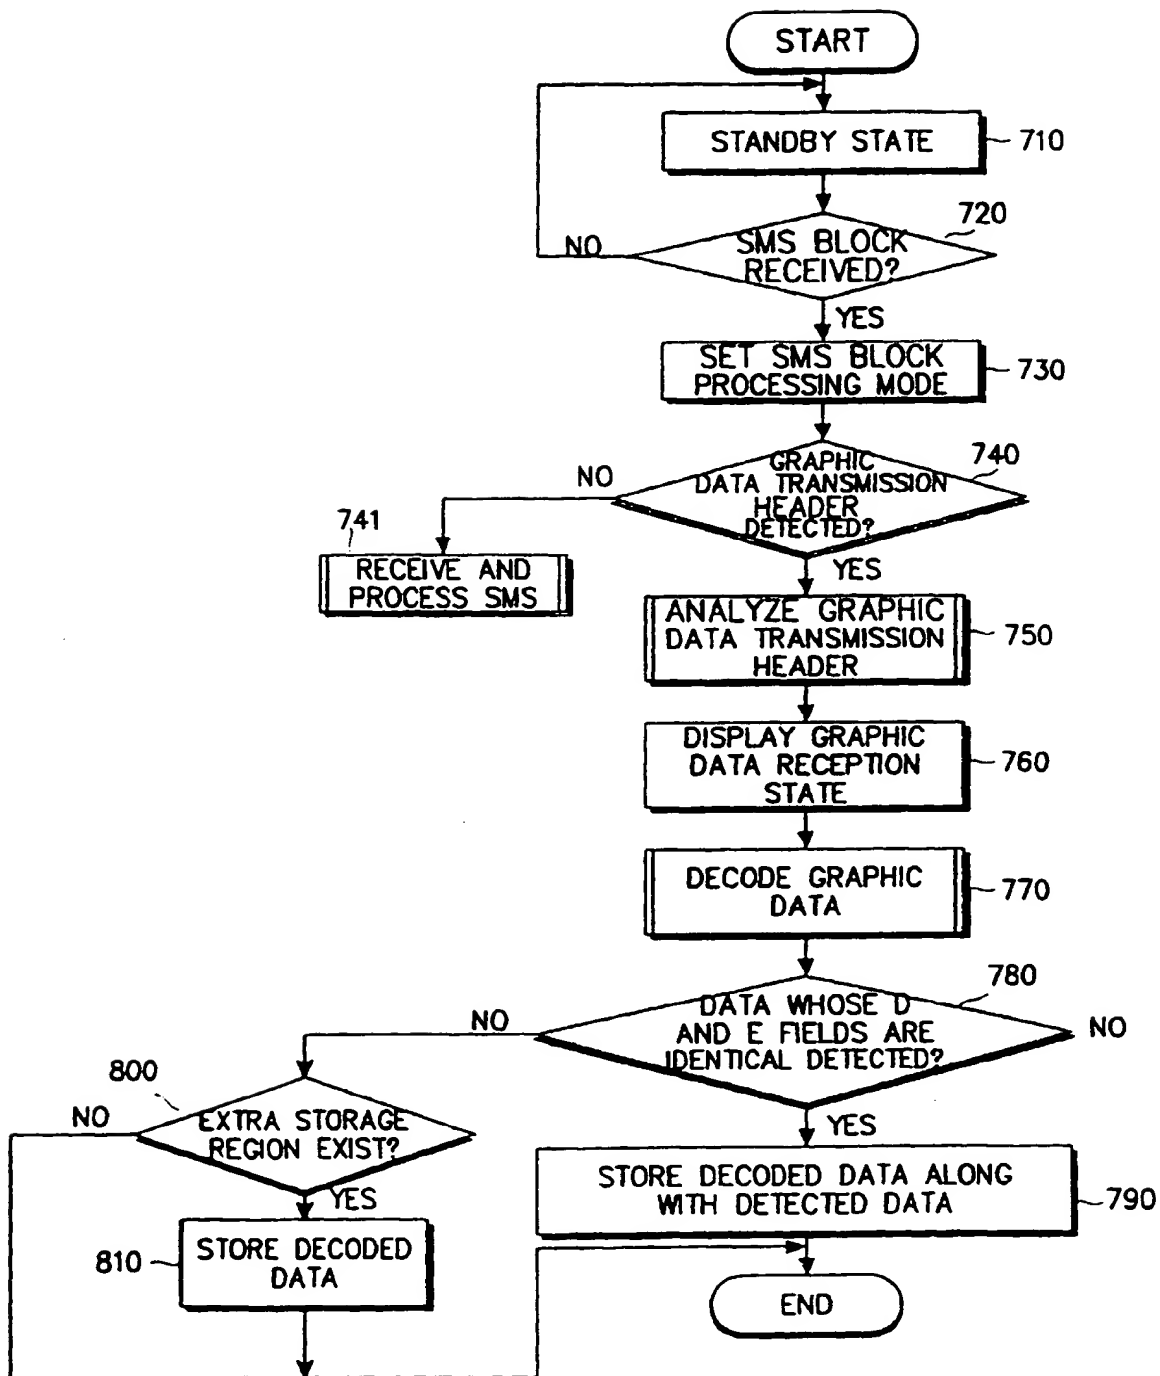 START
STANDBY STATE
710
720
SMS BLOCK
RECEIVED?
NO
YES
SET SMS BLOCK
PROCESSING MODE
730
740
GRAPHIC
DATA TRANSMISSION
HEADER
DETECTED?
NO
741
RECEIVE AND
PROCESS SMS
YES
ANALYZE GRAPHIC
DATA TRANSMISSION
HEADER
750
DISPLAY GRAPHIC
DATA RECEPTION
STATE
760
DECODE GRAPHIC
DATA
770
780
DATA WHOSE D
AND E FIELDS ARE
IDENTICAL DETECTED?
NO
NO
800
EXTRA STORAGE
REGION EXIST?
NO
YES
YES
STORE DECODED DATA ALONG
WITH DETECTED DATA
790
810
STORE DECODED
DATA
END